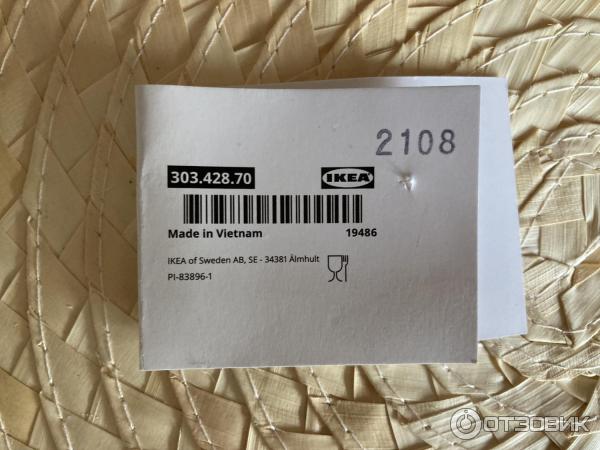 2108
303.428.70 IKEA®
Made in Vietnam 19486
IKEA of Sweden AB, SE - 34381 Älmhult
PI-83896-1
ОТЗОВИК